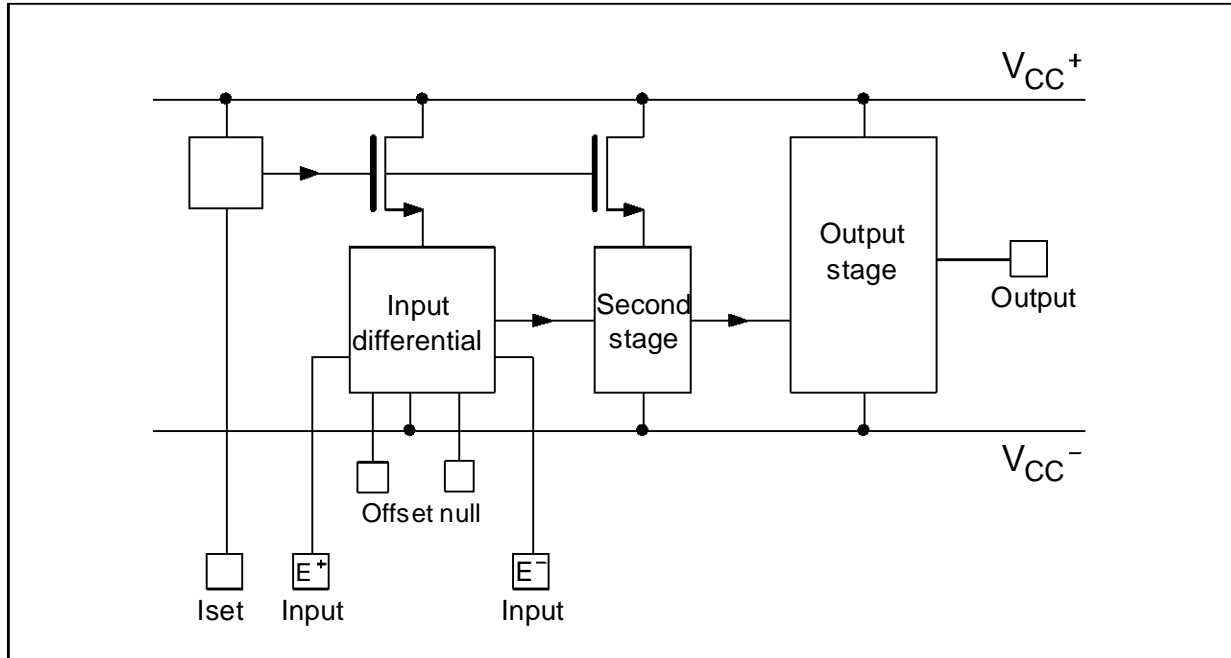 VCC+
Output
stage
Output
Input
differential
Second
stage
VCC−
Offset null
E+
E−
Iset
Input
Input